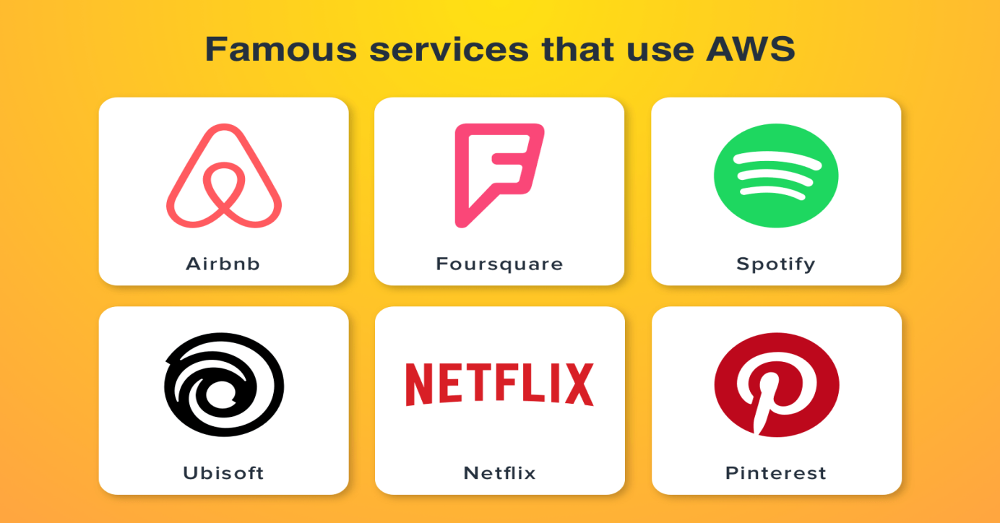 Famous services that use AWS
Airbnb
Foursquare
Spotify
NETFLIX
Ubisoft
Netflix
Pinterest